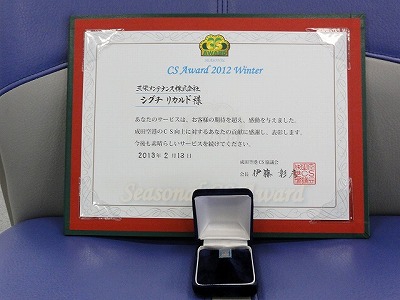 CS
AWARD
CS Award 2012 Winter
三栄メンテナンス株式会社
シグチ リカルド 様
あなたのサービスは、お客様の期待を超え、感動を与えました。
成田空港のCS向上に対するあなたの貢献に感謝し、表彰します。
今後も素晴らしいサービスを続けてください。
2013年2月18日
成田空港CS協議会
会長 伊藤 彰彦
CS
Season Award